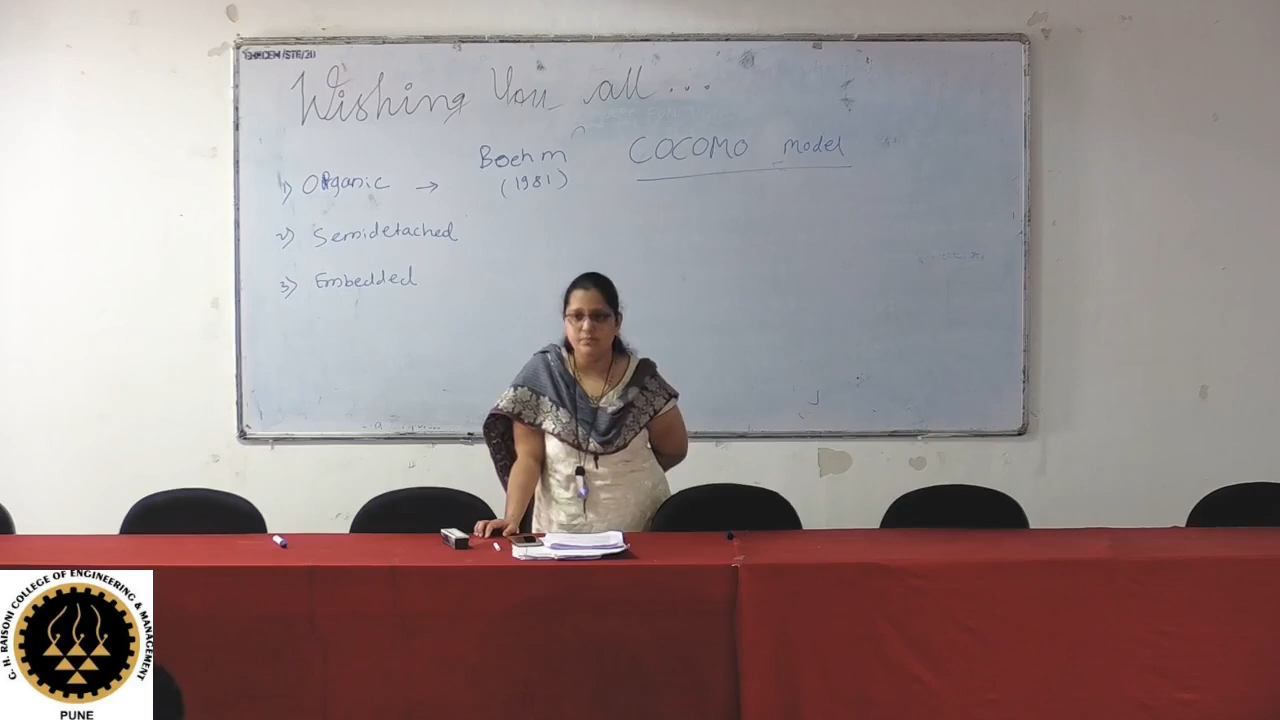 Wishing You all...
Boehm COCOMO model
(1981)
1) Organic →
2) Semidetached
3) Embedded
G. H. RAISONI COLLEGE OF ENGINEERING & MANAGEMENT
PUNE